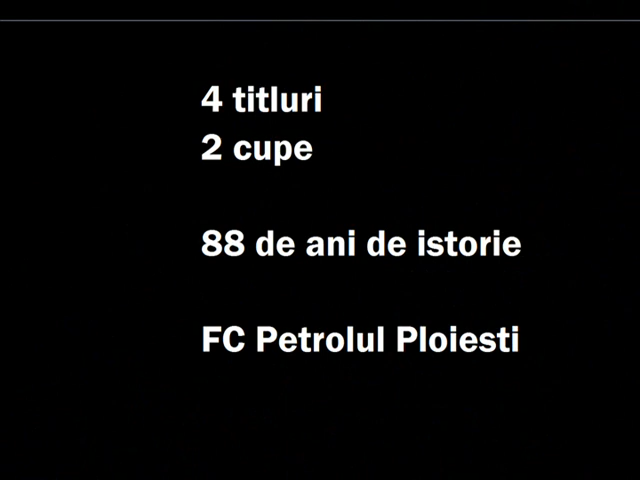 4 titluri
2 cupe
88 de ani de istorie
FC Petrolul Ploiesti